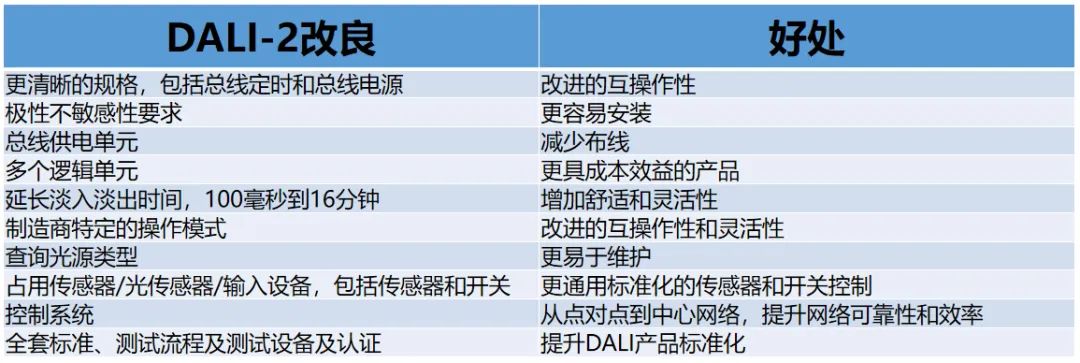 DALI-2改良 好处
更清晰的规格，包括总线定时和总线电源 改进的互操作性
极性不敏感性要求 更容易安装
总线供电单元 减少布线
多个逻辑单元 更具成本效益的产品
延长淡入淡出时间，100毫秒到16分钟 增加舒适和灵活性
制造商特定的操作模式 改进的互操作性和灵活性
查询光源类型 更易于维护
占用传感器/光传感器/输入设备，包括传感器和开关 更通用标准化的传感器和开关控制
控制系统 从点对点到中心网络，提升网络可靠性和效率
全套标准、测试流程及测试设备及认证 提升DALI产品标准化